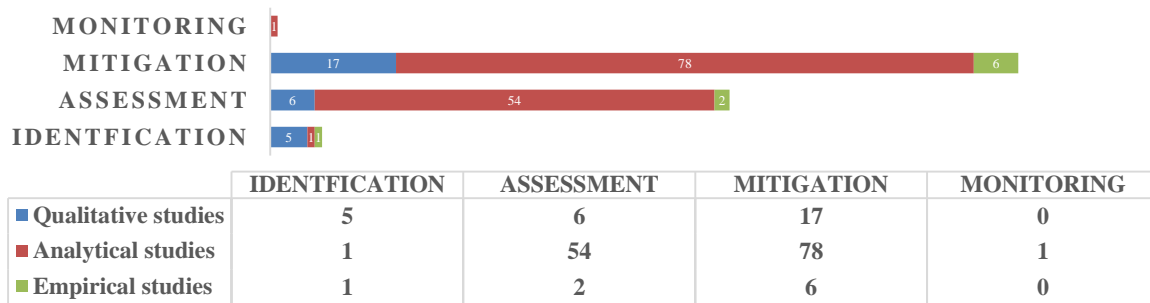 MONITORING 1
MITIGATION 17 78 6
ASSESSMENT 6 54 2
IDENTFICATION 5 1 1
IDENTFICATION ASSESSMENT MITIGATION MONITORING
Qualitative studies 5 6 17 0
Analytical studies 1 54 78 1
Empirical studies 1 2 6 0